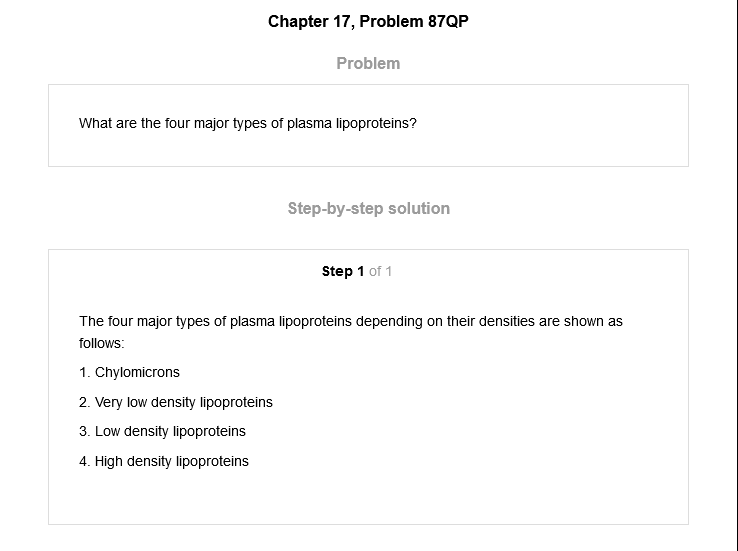 Chapter 17, Problem 87QP
Problem
What are the four major types of plasma lipoproteins?
Step-by-step solution
Step 1 of 1
The four major types of plasma lipoproteins depending on their densities are shown as
follows:
1. Chylomicrons
2. Very low density lipoproteins
3. Low density lipoproteins
4. High density lipoproteins